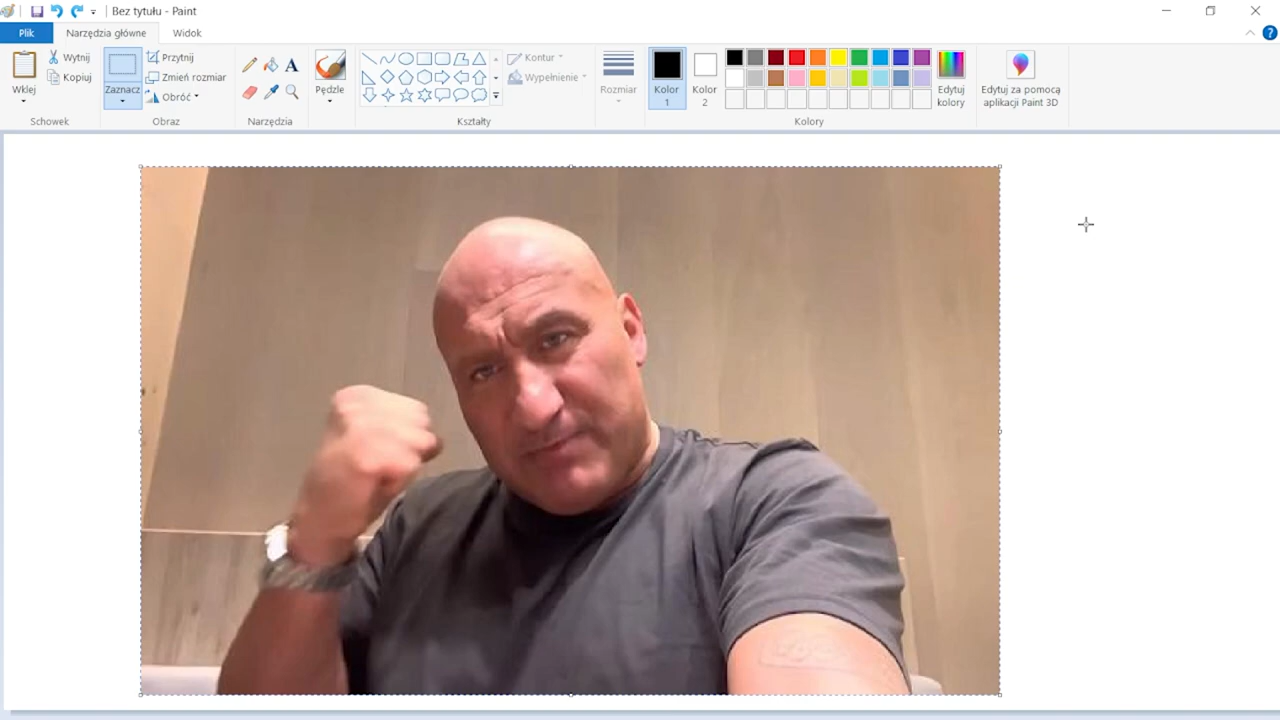 Bez tytułu - Paint
Plik Narzędzia główne Widok
Wklej
Wytnij
Kopiuj
Schowek
Zaznacz
Przytnij
Zmień rozmiar
Obróć
Obraz
A
Narzędzia
Pędzle
Kontur
Wypełnienie
Kształty
Rozmiar
Kolor 1
Kolor 2
Edytuj kolory
Kolory
Edytuj za pomocą
aplikacji Paint 3D
?